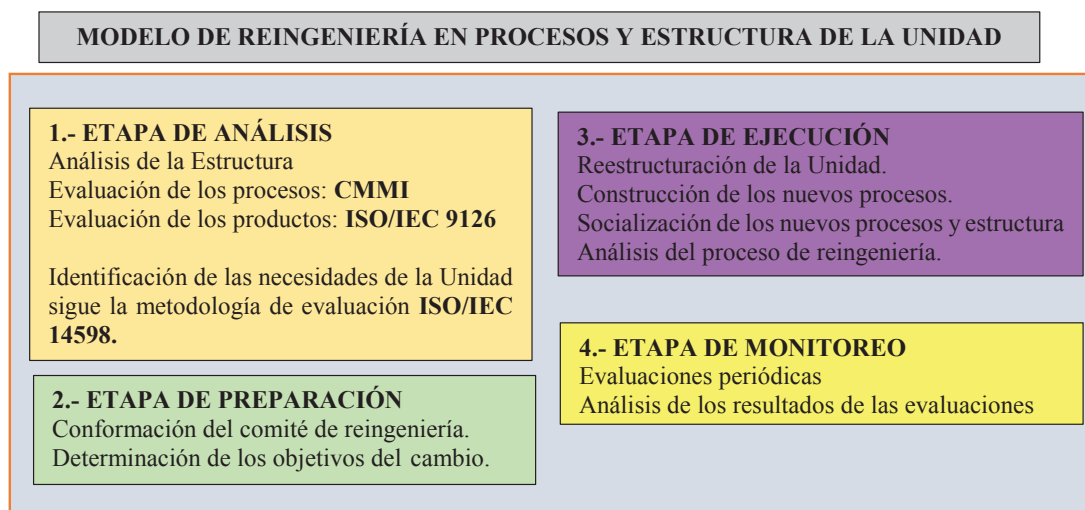 MODELO DE REINGENIERÍA EN PROCESOS Y ESTRUCTURA DE LA UNIDAD
1.- ETAPA DE ANÁLISIS
Análisis de la Estructura
Evaluación de los procesos: CMMI
Evaluación de los productos: ISO/IEC 9126
Identificación de las necesidades de la Unidad
sigue la metodología de evaluación ISO/IEC
14598.
2.- ETAPA DE PREPARACIÓN
Conformación del comité de reingeniería.
Determinación de los objetivos del cambio.
3.- ETAPA DE EJECUCIÓN
Reestructuración de la Unidad.
Construcción de los nuevos procesos.
Socialización de los nuevos procesos y estructura
Análisis del proceso de reingeniería.
4.- ETAPA DE MONITOREO
Evaluaciones periódicas
Análisis de los resultados de las evaluaciones